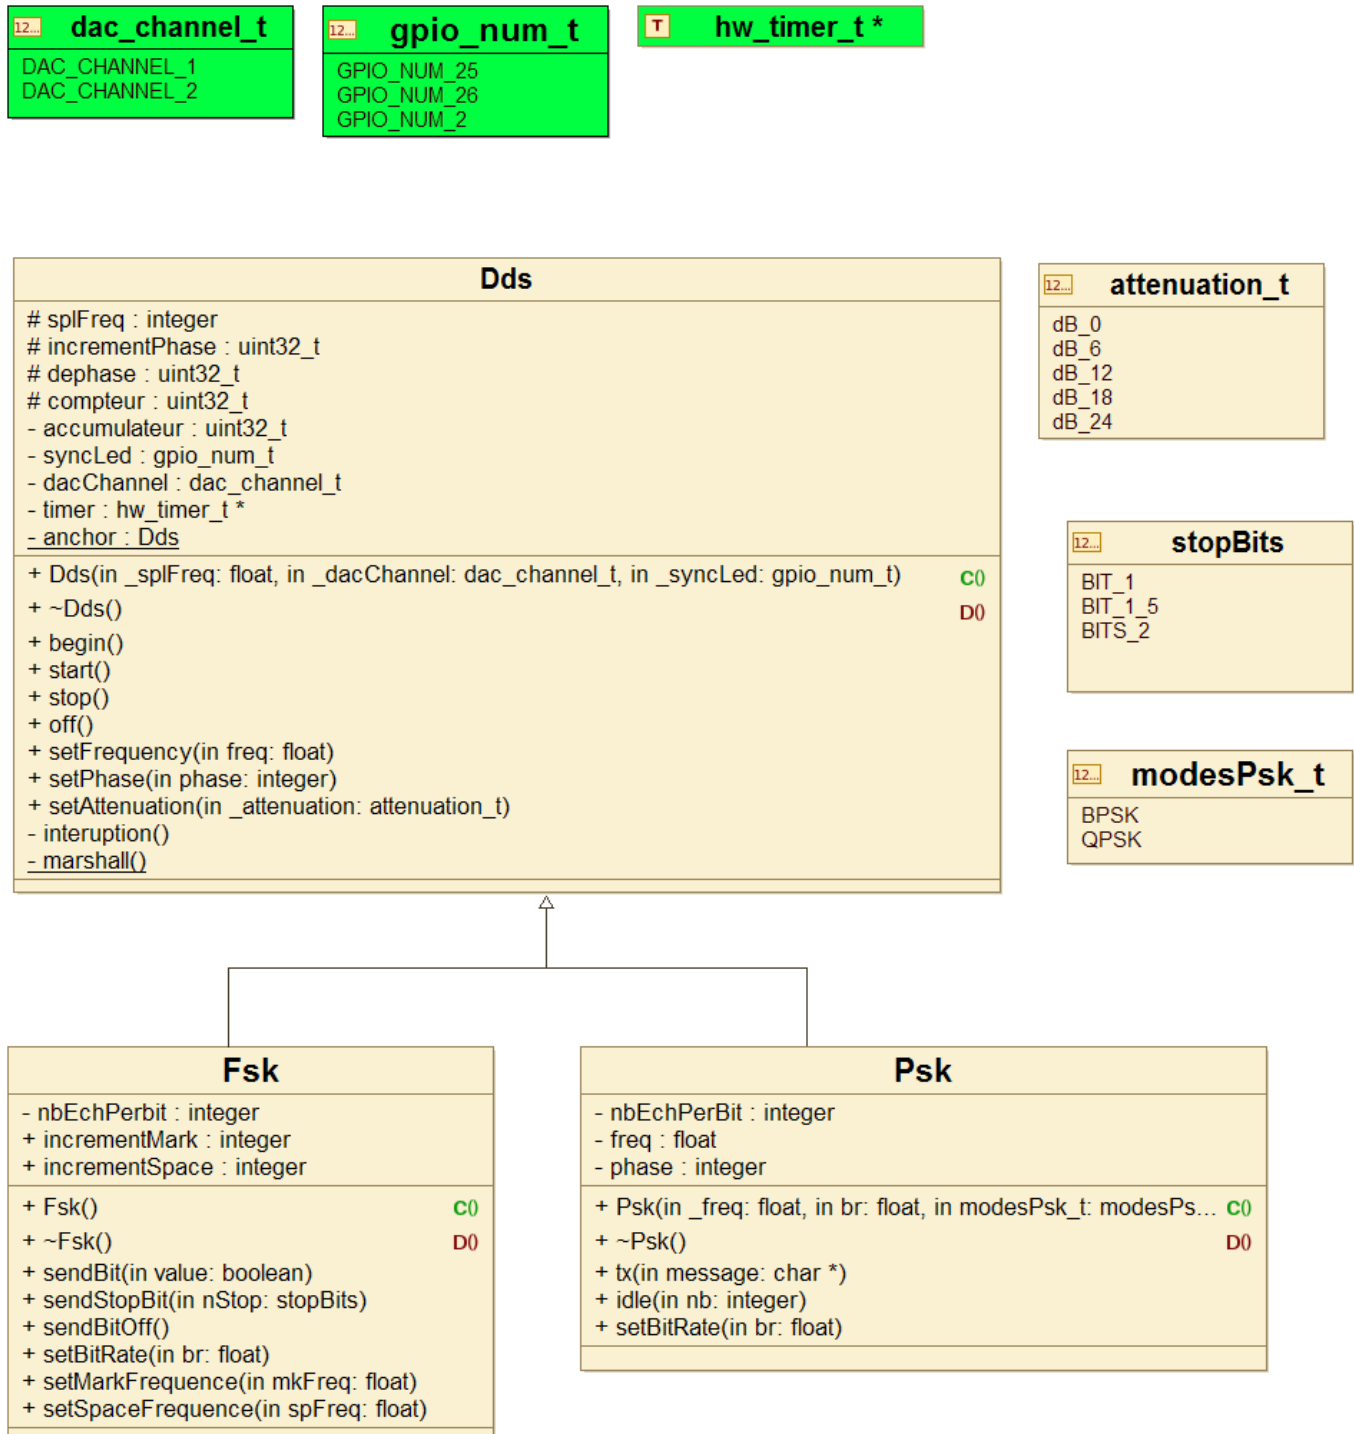 12... dac_channel_t
DAC_CHANNEL_1
DAC_CHANNEL_2
12... gpio_num_t
GPIO_NUM_25
GPIO_NUM_26
GPIO_NUM_2
T hw_timer_t *
Dds
# splFreq : integer
# incrementPhase : uint32_t
# dephase : uint32_t
# compteur : uint32_t
- accumulateur : uint32_t
- syncLed : gpio_num_t
- dacChannel : dac_channel_t
- timer : hw_timer_t *
- anchor : Dds
+ Dds(in _splFreq: float, in _dacChannel: dac_channel_t, in _syncLed: gpio_num_t) C()
+ ~Dds() D()
+ begin()
+ start()
+ stop()
+ off()
+ setFrequency(in freq: float)
+ setPhase(in phase: integer)
+ setAttenuation(in _attenuation: attenuation_t)
- interuption()
- marshall()
12... attenuation_t
dB_0
dB_6
dB_12
dB_18
dB_24
12... stopBits
BIT_1
BIT_1_5
BITS_2
12... modesPsk_t
BPSK
QPSK
Fsk
- nbEchPerbit : integer
+ incrementMark : integer
+ incrementSpace : integer
+ Fsk() C()
+ ~Fsk() D()
+ sendBit(in value: boolean)
+ sendStopBit(in nStop: stopBits)
+ sendBitOff()
+ setBitRate(in br: float)
+ setMarkFrequence(in mkFreq: float)
+ setSpaceFrequence(in spFreq: float)
Psk
- nbEchPerBit : integer
- freq : float
- phase : integer
+ Psk(in _freq: float, in br: float, in modesPsk_t: modesPs... C()
+ ~Psk() D()
+ tx(in message: char *)
+ idle(in nb: integer)
+ setBitRate(in br: float)